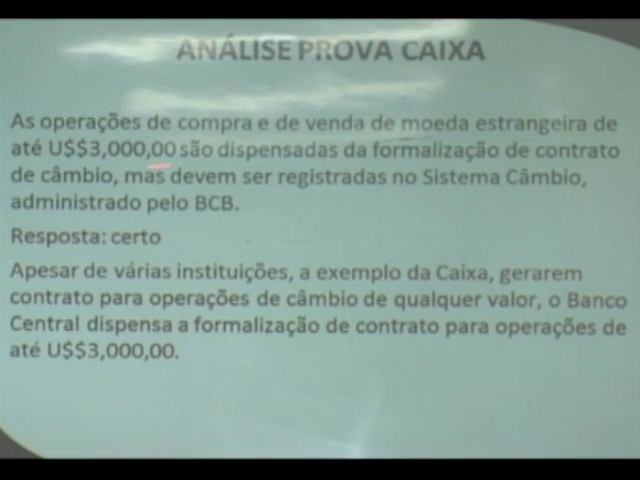 ANÁLISE PROVA CAIXA
As operações de compra e de venda de moeda estrangeira de
até U$$3,000,00 são dispensadas da formalização de contrato
de câmbio, mas devem ser registradas no Sistema Câmbio,
administrado pelo BCB.
Resposta: certo
Apesar de várias instituições, a exemplo da Caixa, gerarem
contrato para operações de câmbio de qualquer valor, o Banco
Central dispensa a formalização de contrato para operações de
até U$$3,000,00.